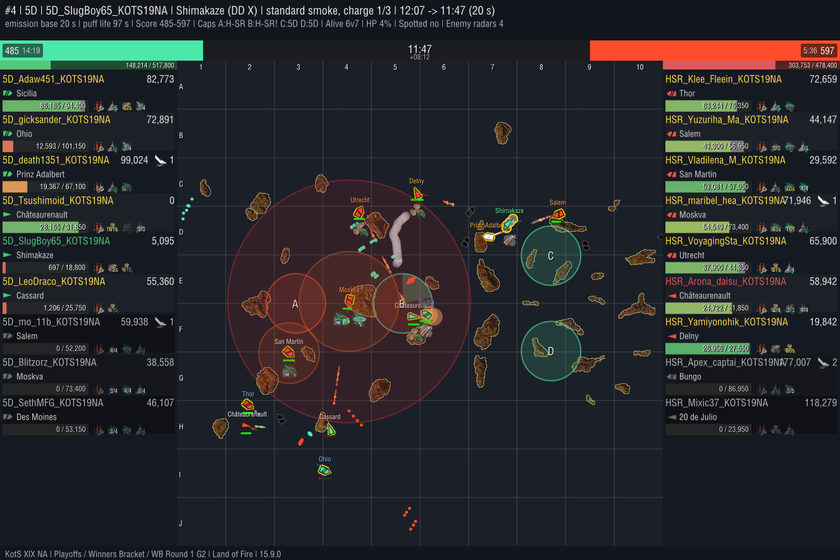 #4 | 5D | 5D_SlugBoy65_KOTS19NA | Shimakaze (DD X) | standard smoke, charge 1/3 | 12:07 -> 11:47 (20 s)
emission base 20 s | puff life 97 s | Score 485-597 | Caps A:H-SR B:H-SR! C:5D D:5D | Alive 6v7 | HP 4% | Spotted no | Enemy radars 4
485 14:19
11:47
+08:12
5:36 597
148,214 / 517,800
303,753 / 478,400
1 2 3 4 5 6 7 8 9 10
A
B
C
D
E
F
G
H
I
J
5D_Adaw451_KOTS19NA 82,773
Sicilia
5D_gicksander_KOTS19NA 72,891
Ohio
12,593 / 101,150
5D_death1351_KOTS19NA 99,024 1
Prinz Adalbert
19,367 / 67,100
5D_Tsushimoid_KOTS19NA 0
Châteaurenault
5D_SlugBoy65_KOTS19NA 5,095
Shimakaze
697 / 18,800
5D_LeoDraco_KOTS19NA 55,360
Cassard
1,206 / 25,750
5D_mo_11b_KOTS19NA 59,938 1
Salem
0 / 52,200
5D_Blitzorz_KOTS19NA 38,558
Moskva
0 / 73,400
5D_SethMFG_KOTS19NA 46,107
Des Moines
0 / 53,150
HSR_Klee_Fleein_KOTS19NA 72,659
Thor
HSR_Yuzuriha_Ma_KOTS19NA 44,147
Salem
HSR_Vladilena_M_KOTS19NA 29,592
San Martín
HSR_maribel_hea_KOTS19NA 71,946 1
Moskva
HSR_VoyagingSta_KOTS19NA 65,900
Utrecht
HSR_Arona_daisu_KOTS19NA 58,942
Châteaurenault
HSR_Yamiyonohik_KOTS19NA 19,842
Delny
HSR_Apex_captai_KOTS19NA 2
Bungo
0 / 86,950
HSR_Mixic37_KOTS19NA 118,279
20 de Julio
0 / 23,950
Delny
Utrecht
Shimakaze
Salem
C
A
B
Moskva
San Martín
D
Thor
Châteaurenault
Cassard
Ohio
KotS XIX NA | Playoffs / Winners Bracket / WB Round 1 G2 | Land of Fire | 15.9.0